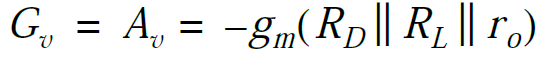 G_v = A_v = −g_m(R_D || R_L || r_o)